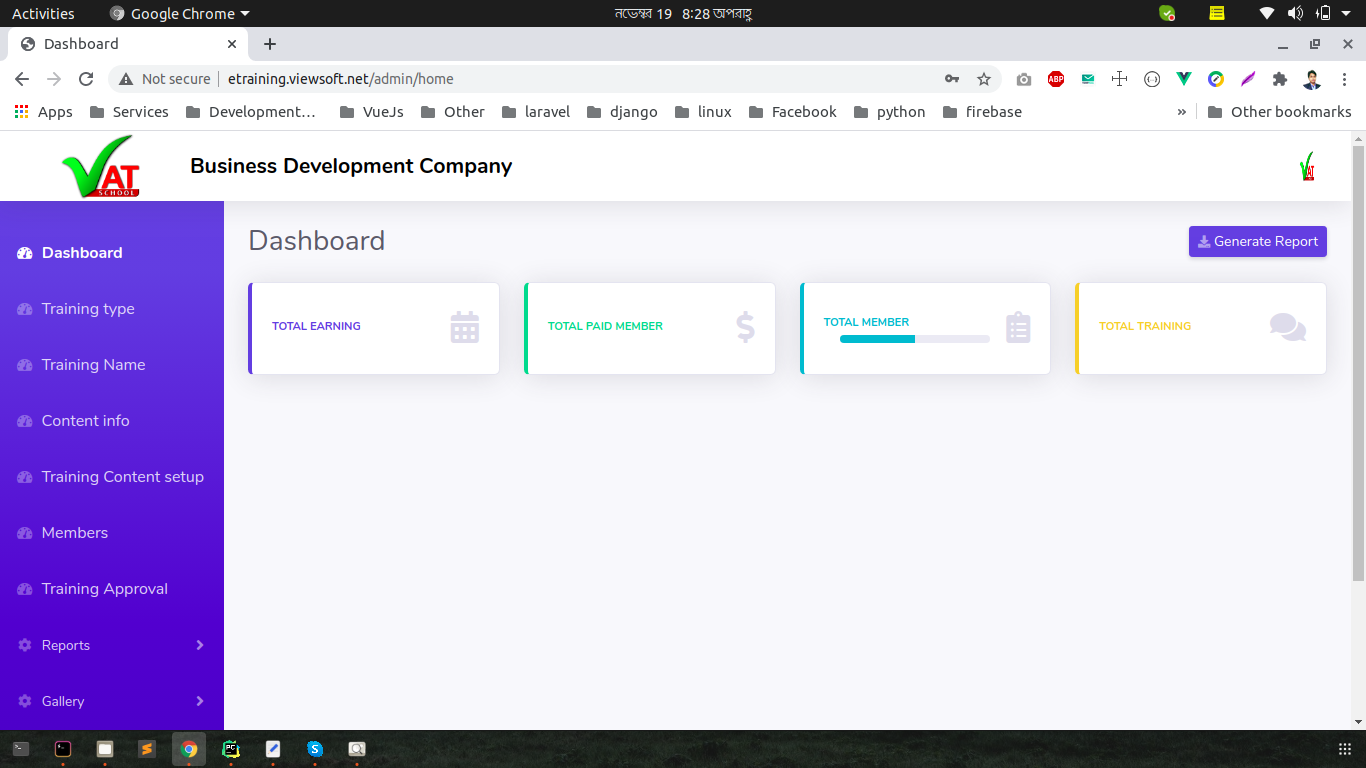 Activities
Google Chrome
নভেম্বর 19 8:28 অপরাহ্ণ
Dashboard
Not secure
etraining.viewsoft.net/admin/home
ABP
Apps
Services
Development…
VueJs
Other
laravel
django
linux
Facebook
python
firebase
»
Other bookmarks
VAT
SCHOOL
Business Development Company
VAT
Dashboard
Training type
Training Name
Content info
Training Content setup
Members
Training Approval
Reports
Gallery
Dashboard
Generate Report
TOTAL EARNING
TOTAL PAID MEMBER
$
TOTAL MEMBER
TOTAL TRAINING
PC